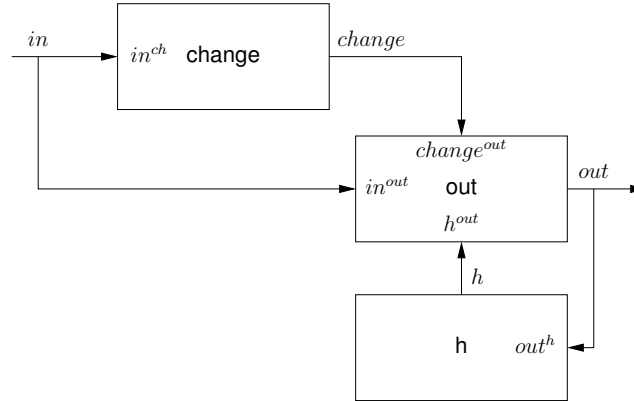 in
change
in^ch change
change^out
out
in^out out
h^out
h
h out^h